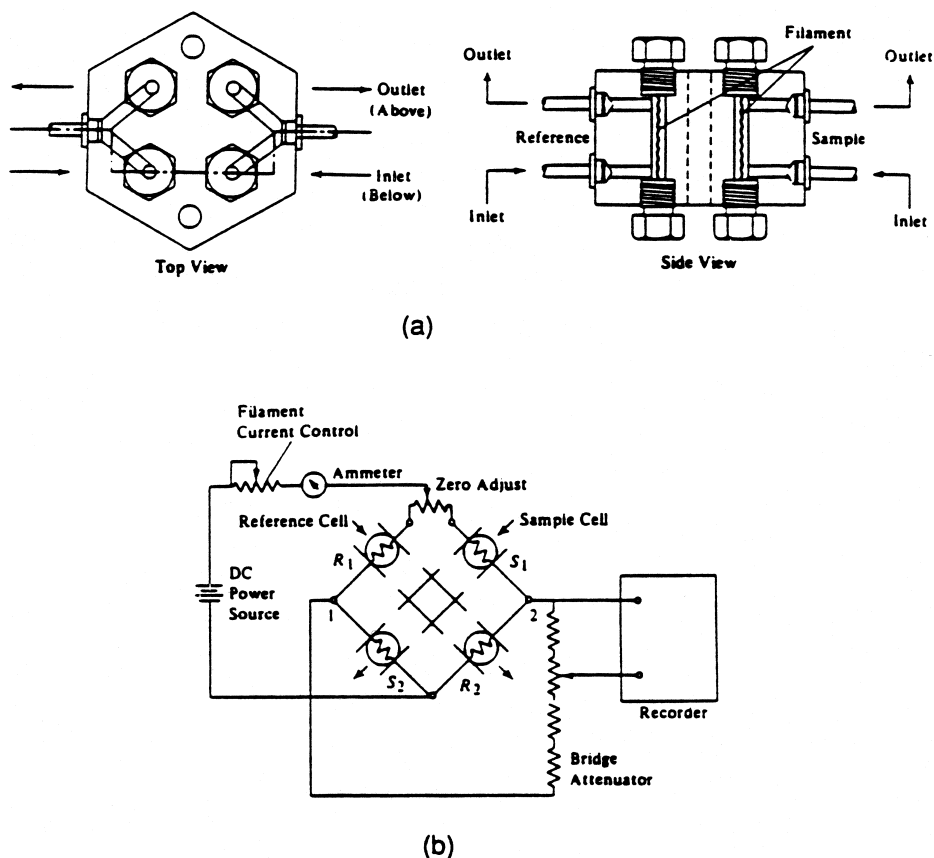 Filament
Outlet
Outlet
Outlet
(Above)
Reference
Sample
Inlet
(Below)
Inlet
Inlet
Top View
Side View
(a)
Filament
Current Control
Ammeter
Zero Adjust
Reference Cell
Sample Cell
R1
S1
DC
Power
Source
1
2
S2
R2
Recorder
Bridge
Attenuator
(b)